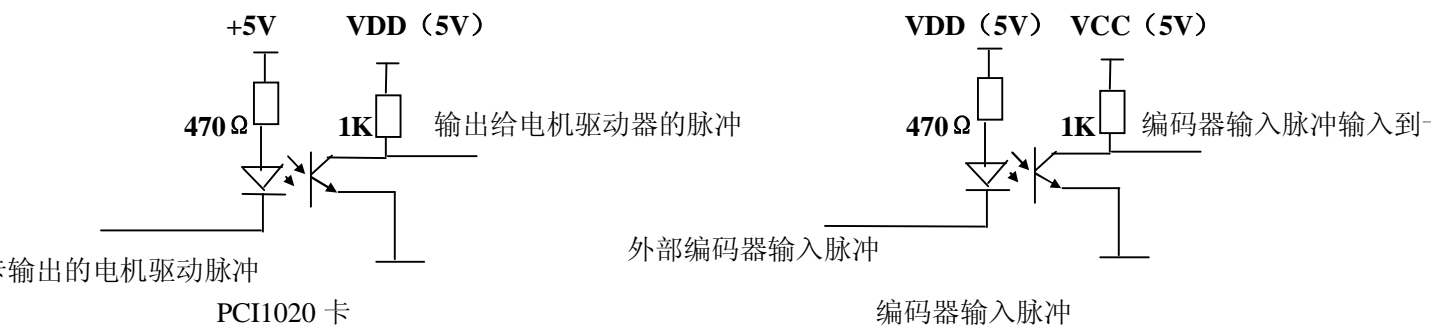 +5V VDD（5V） VDD（5V） VCC（5V）
470Ω 1K 输出给电机驱动器的脉冲 470Ω 1K 编码器输入脉冲输入到
外部编码器输入脉冲
输出的电机驱动脉冲
PCI1020 卡 编码器输入脉冲